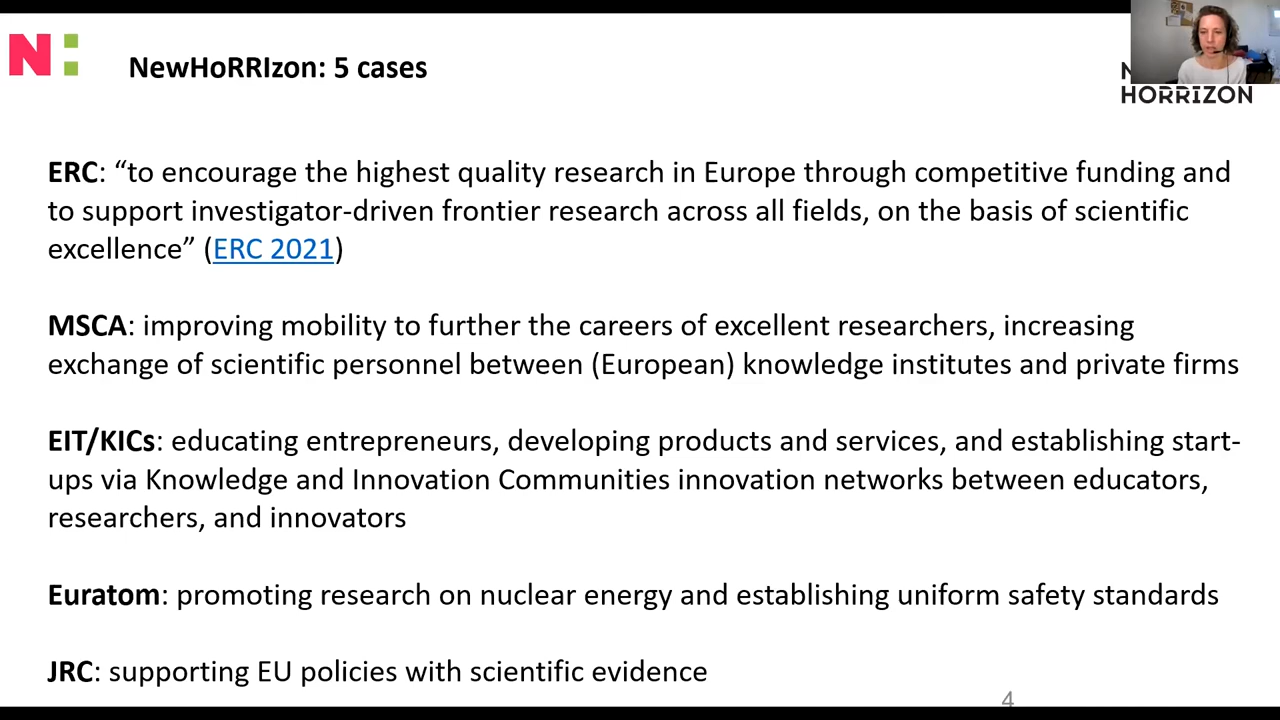 N:
NewHoRRIzon: 5 cases
HORRIZON
ERC: “to encourage the highest quality research in Europe through competitive funding and
to support investigator-driven frontier research across all fields, on the basis of scientific
excellence” (ERC 2021)
MSCA: improving mobility to further the careers of excellent researchers, increasing
exchange of scientific personnel between (European) knowledge institutes and private firms
EIT/KICs: educating entrepreneurs, developing products and services, and establishing start-
ups via Knowledge and Innovation Communities innovation networks between educators,
researchers, and innovators
Euratom: promoting research on nuclear energy and establishing uniform safety standards
JRC: supporting EU policies with scientific evidence
4